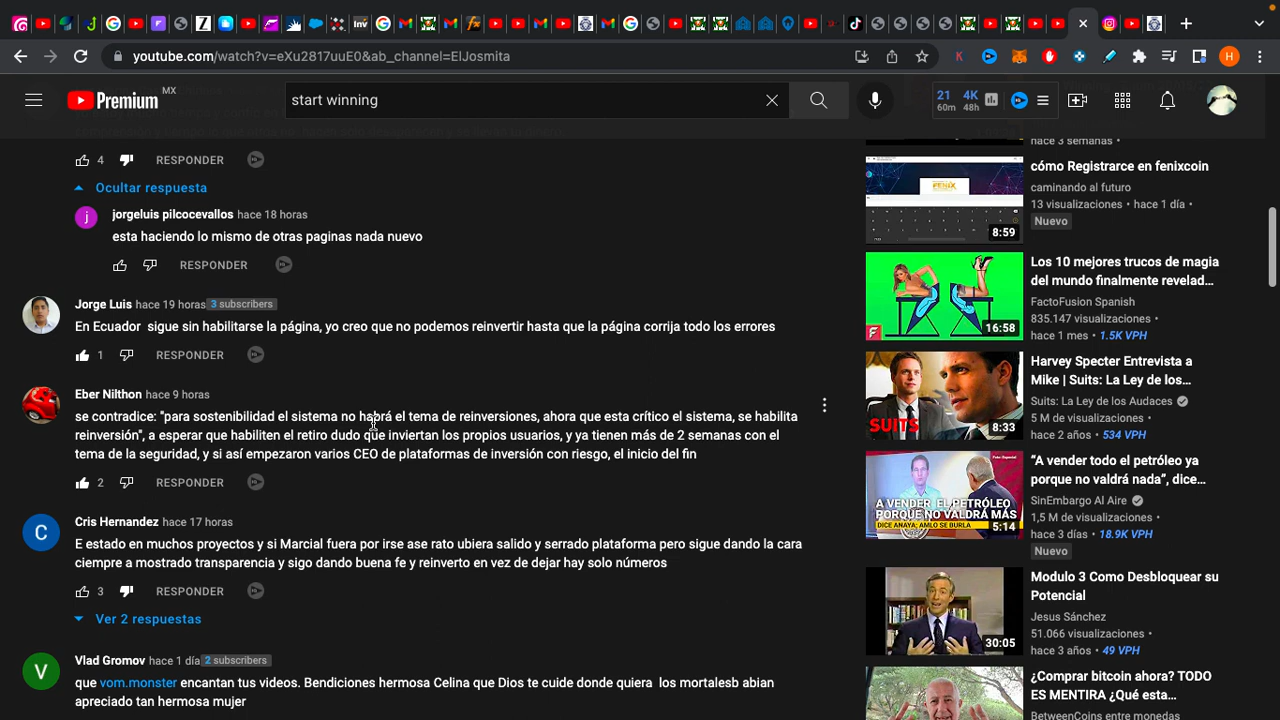 youtube.com/watch?v=eXu2817uuE0&ab_channel=ElJosmita
H
Premium MX
start winning
21 60m
4K 48h
4
RESPONDER
Ocultar respuesta
j
jorgeluis pilcocevallos hace 18 horas
esta haciendo lo mismo de otras paginas nada nuevo
RESPONDER
Jorge Luis hace 19 horas 3 subscribers
En Ecuador sigue sin habilitarse la página, yo creo que no podemos reinvertir hasta que la página corrija todo los errores
1
RESPONDER
Eber Nilthon hace 9 horas
se contradice: "para sostenibilidad el sistema no habrá el tema de reinversiones, ahora que esta crítico el sistema, se habilita
reinversión", a esperar que habiliten el retiro dudo que inviertan los propios usuarios, y ya tienen más de 2 semanas con el
tema de la seguridad, y si así empezaron varios CEO de plataformas de inversión con riesgo, el inicio del fin
2
RESPONDER
C
Cris Hernandez hace 17 horas
E estado en muchos proyectos y si Marcial fuera por irse ase rato ubiera salido y serrado plataforma pero sigue dando la cara
ciempre a mostrado transparencia y sigo dando buena fe y reinverto en vez de dejar hay solo números
3
RESPONDER
Ver 2 respuestas
V
Vlad Gromov hace 1 día 2 subscribers
que vom.monster encantan tus videos. Bendiciones hermosa Celina que Dios te cuide donde quiera los mortalesb abian
apreciado tan hermosa mujer
hace 3 semanas
8:59
cómo Registrarce en fenixcoin
caminando al futuro
13 visualizaciones • hace 1 día •
Nuevo
16:58
Los 10 mejores trucos de magia
del mundo finalmente revelad...
FactoFusion Spanish
835.147 visualizaciones •
hace 1 mes • 1.5K VPH
SUITS
8:33
Harvey Specter Entrevista a
Mike | Suits: La Ley de los...
Suits: La Ley de los Audaces
5 M de visualizaciones •
hace 2 años • 534 VPH
A VENDER EL PETRÓLEO
PORQUE NO VALDRÁ MÁS
DICE ANAYA; AMLO SE BURLA
5:14
“A vender todo el petróleo ya
porque no valdrá nada”, dice...
SinEmbargo Al Aire
1,5 M de visualizaciones •
hace 3 días • 18.9K VPH
Nuevo
30:05
Modulo 3 Como Desbloquear su
Potencial
Jesus Sánchez
51.066 visualizaciones •
hace 3 años • 49 VPH
¿Comprar bitcoin ahora? TODO
ES MENTIRA ¿Qué esta...
BetweenCoins entre monedas